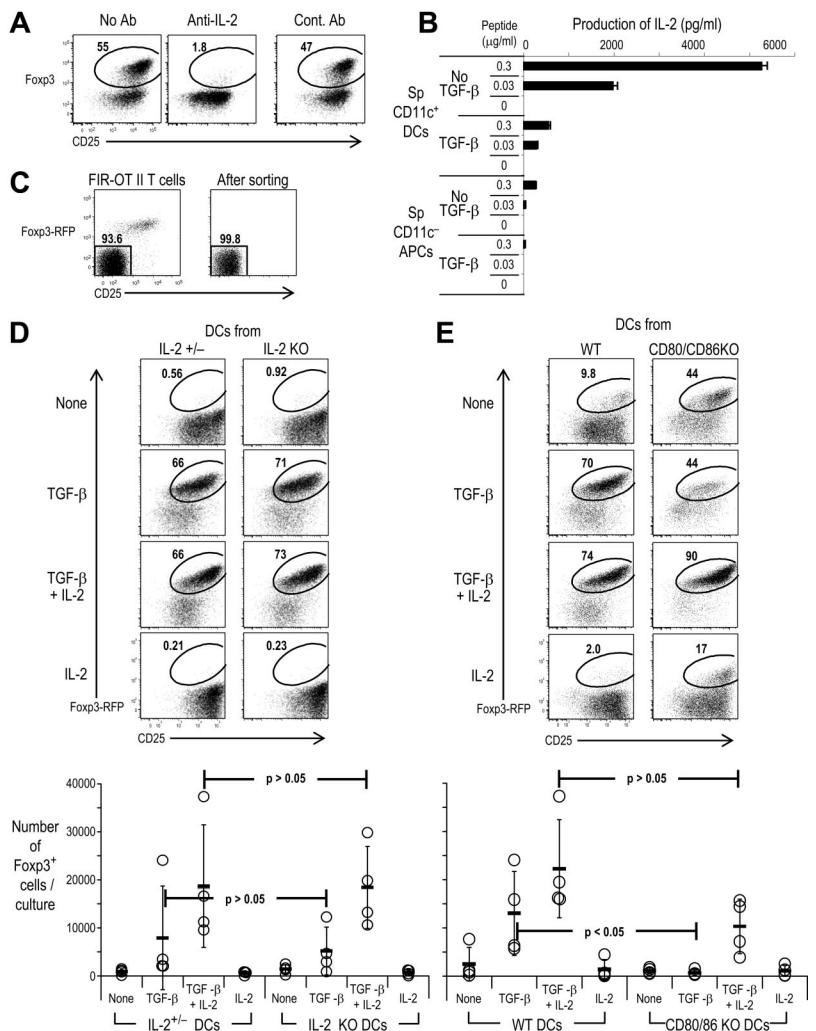 A
No Ab
Anti-IL-2
Cont. Ab
55
1.8
47
Foxp3
CD25
B
Peptide
(µg/ml)
Production of IL-2 (pg/ml)
0
2000
4000
6000
Sp
CD11c+
DCs
No
TGF-β
0.3
0.03
0
TGF-β
0.3
0.03
0
Sp
CD11c–
APCs
No
TGF-β
0.3
0.03
0
TGF-β
0.3
0.03
0
C
FIR-OT II T cells
After sorting
Foxp3-RFP
93.6
99.8
CD25
D
DCs from
IL-2 +/–
IL-2 KO
None
0.56
0.92
TGF-β
66
71
TGF-β
+ IL-2
66
73
IL-2
0.21
0.23
Foxp3-RFP
CD25
E
DCs from
WT
CD80/CD86KO
None
9.8
44
TGF-β
70
44
TGF-β
+ IL-2
74
90
IL-2
2.0
17
Foxp3-RFP
CD25
Number
of
Foxp3+
cells /
culture
40000
30000
20000
10000
0
p > 0.05
p > 0.05
None
TGF-β
TGF -β
+ IL-2
IL-2
None
TGF-β
TGF -β
+ IL-2
IL-2
IL-2+/– DCs
IL-2 KO DCs
p > 0.05
p < 0.05
None
TGF-β
TGF -β
+ IL-2
IL-2
None
TGF-β
TGF -β
+ IL-2
IL-2
WT DCs
CD80/86 KO DCs